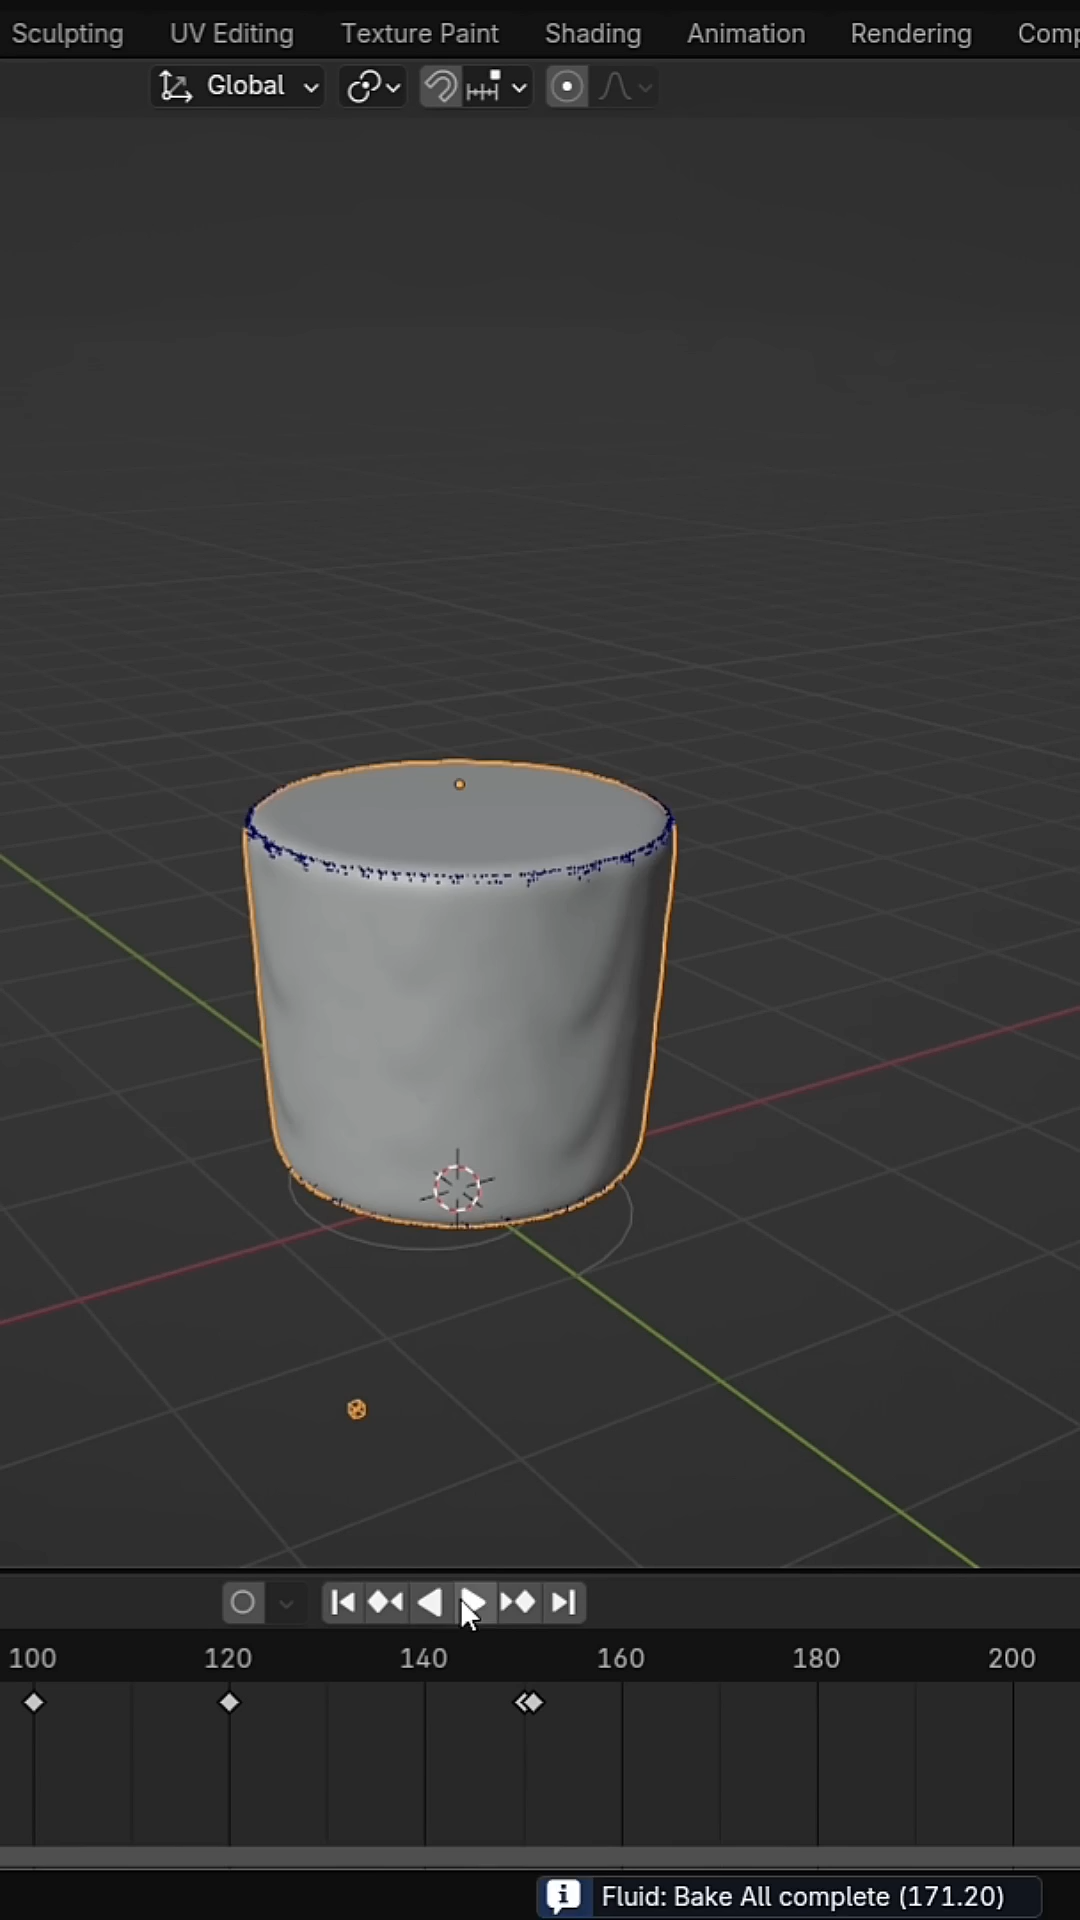 Sculpting UV Editing Texture Paint Shading Animation Rendering Comp
Global
100 120 140 160 180 200
Fluid: Bake All complete (171.20)